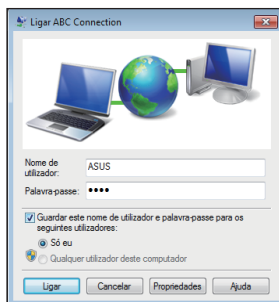 Ligar ABC Connection
Nome de
utilizador:
ASUS
Palavra-passe:
••••
Guardar este nome de utilizador e palavra-passe para os
seguintes utilizadores:
Só eu
Qualquer utilizador deste computador
Ligar Cancelar Propriedades Ajuda